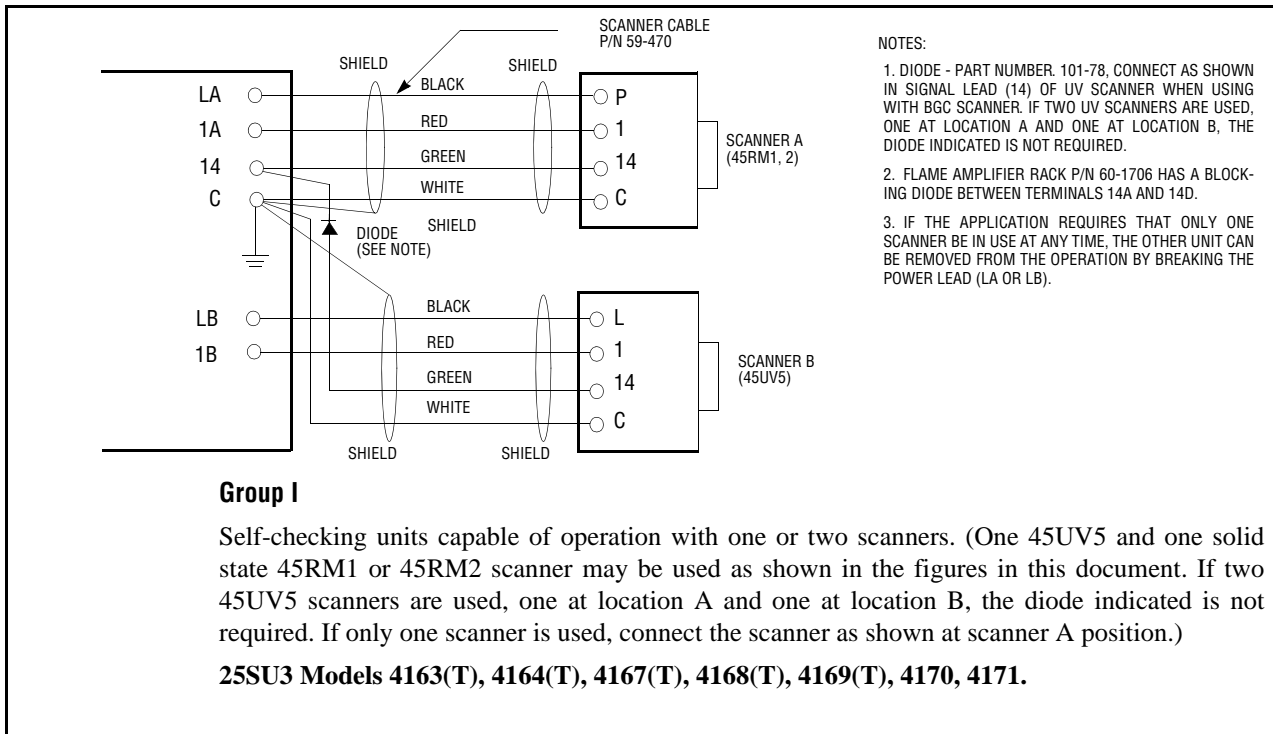 SCANNER CABLE
P/N 59-470
SHIELD
SHIELD
LA
BLACK
P
1A
RED
1
SCANNER A
(45RM1, 2)
14
GREEN
14
C
WHITE
C
SHIELD
DIODE
(SEE NOTE)
LB
BLACK
L
1B
RED
1
SCANNER B
(45UV5)
GREEN
14
WHITE
C
SHIELD
SHIELD
NOTES:
1. DIODE - PART NUMBER. 101-78, CONNECT AS SHOWN
IN SIGNAL LEAD (14) OF UV SCANNER WHEN USING
WITH BGC SCANNER. IF TWO UV SCANNERS ARE USED,
ONE AT LOCATION A AND ONE AT LOCATION B, THE
DIODE INDICATED IS NOT REQUIRED.
2. FLAME AMPLIFIER RACK P/N 60-1706 HAS A BLOCK-
ING DIODE BETWEEN TERMINALS 14A AND 14D.
3. IF THE APPLICATION REQUIRES THAT ONLY ONE
SCANNER BE IN USE AT ANY TIME, THE OTHER UNIT CAN
BE REMOVED FROM THE OPERATION BY BREAKING THE
POWER LEAD (LA OR LB).
Group I
Self-checking units capable of operation with one or two scanners. (One 45UV5 and one solid
state 45RM1 or 45RM2 scanner may be used as shown in the figures in this document. If two
45UV5 scanners are used, one at location A and one at location B, the diode indicated is not
required. If only one scanner is used, connect the scanner as shown at scanner A position.)
25SU3 Models 4163(T), 4164(T), 4167(T), 4168(T), 4169(T), 4170, 4171.